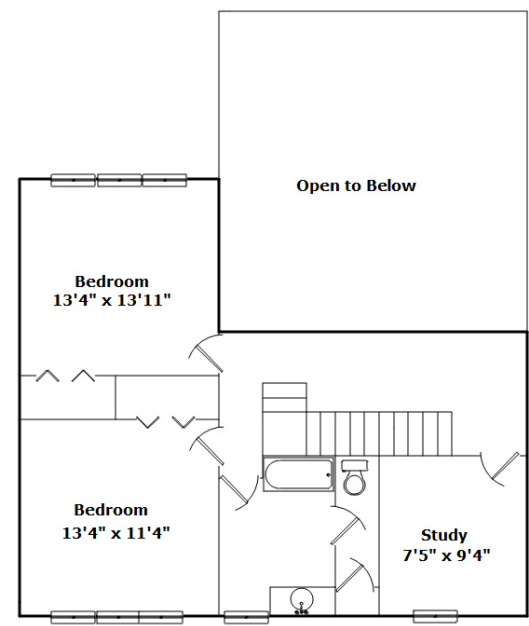 Open to Below
Bedroom
13'4" x 13'11"
Bedroom
13'4" x 11'4"
Study
7'5" x 9'4"